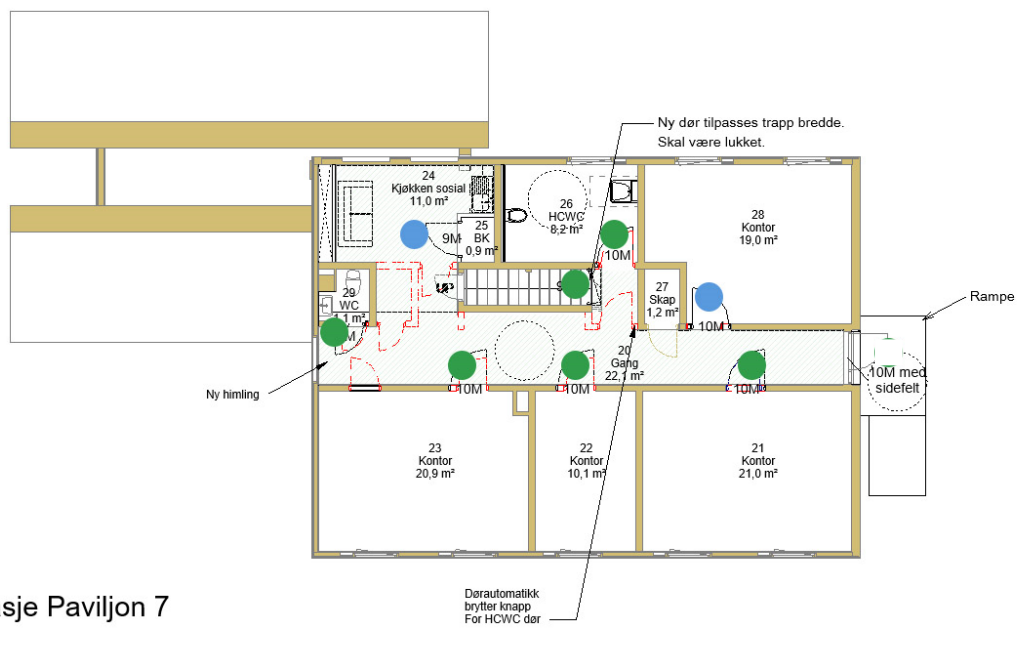 Ny dør tilpasses trapp bredde.
Skal være lukket.
24
Kjøkken sosial
11,0 m²
9M
25
BK
0,9 m²
26
HCWC
8,2 m²
10M
28
Kontor
19,0 m²
27
Skap
1,2 m²
10M
Rampe
29
WC
1,1 m²
20
Gang
22,1 m²
10M
10M
10M
10M med
sidefelt
Ny himling
23
Kontor
20,9 m²
22
Kontor
10,1 m²
21
Kontor
21,0 m²
Dørautomatikk
brytter knapp
For HCWC dør
sje Paviljon 7